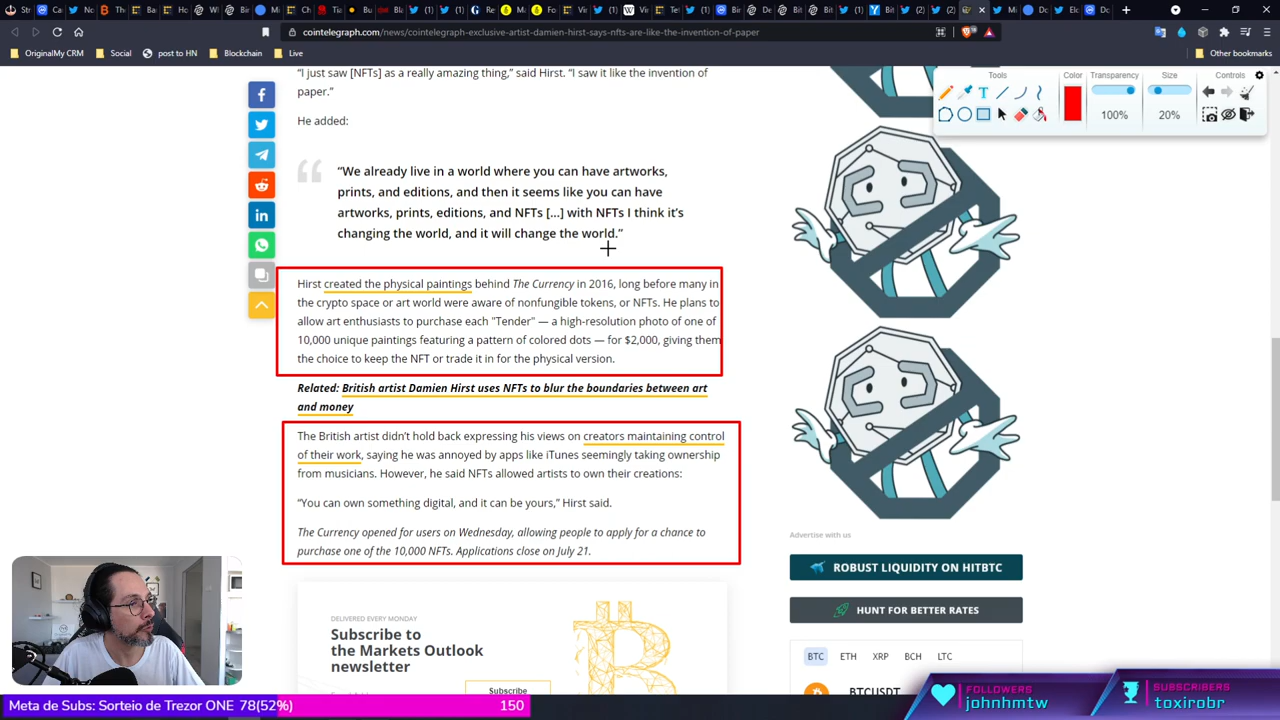 cointelegraph.com/news/cointelegraph-exclusive-artist-damien-hirst-says-nfts-are-like-the-invention-of-paper
OriginalMy CRM
Social
post to HN
Blockchain
Live
Other bookmarks
“I just saw [NFTs] as a really amazing thing,” said Hirst. “I saw it like the invention of
paper.”
He added:
“We already live in a world where you can have artworks,
prints, and editions, and then it seems like you can have
artworks, prints, editions, and NFTs [...] with NFTs I think it’s
changing the world, and it will change the world.”
Hirst created the physical paintings behind The Currency in 2016, long before many in
the crypto space or art world were aware of nonfungible tokens, or NFTs. He plans to
allow art enthusiasts to purchase each "Tender" — a high-resolution photo of one of
10,000 unique paintings featuring a pattern of colored dots — for $2,000, giving them
the choice to keep the NFT or trade it in for the physical version.
Related: British artist Damien Hirst uses NFTs to blur the boundaries between art
and money
The British artist didn’t hold back expressing his views on creators maintaining control
of their work, saying he was annoyed by apps like iTunes seemingly taking ownership
from musicians. However, he said NFTs allowed artists to own their creations:
“You can own something digital, and it can be yours,” Hirst said.
The Currency opened for users on Wednesday, allowing people to apply for a chance to
purchase one of the 10,000 NFTs. Applications close on July 21.
DELIVERED EVERY MONDAY
Subscribe to
the Markets Outlook
newsletter
Subscribe
Tools
Color
Transparency
Size
Controls
100%
20%
Advertise with us
ROBUST LIQUIDITY ON HITBTC
HUNT FOR BETTER RATES
BTC
ETH
XRP
BCH
LTC
BTCUSDT
Meta de Subs: Sorteio de Trezor ONE 78(52%)
150
FOLLOWERS
johnhmtw
SUBSCRIBERS
toxirobr